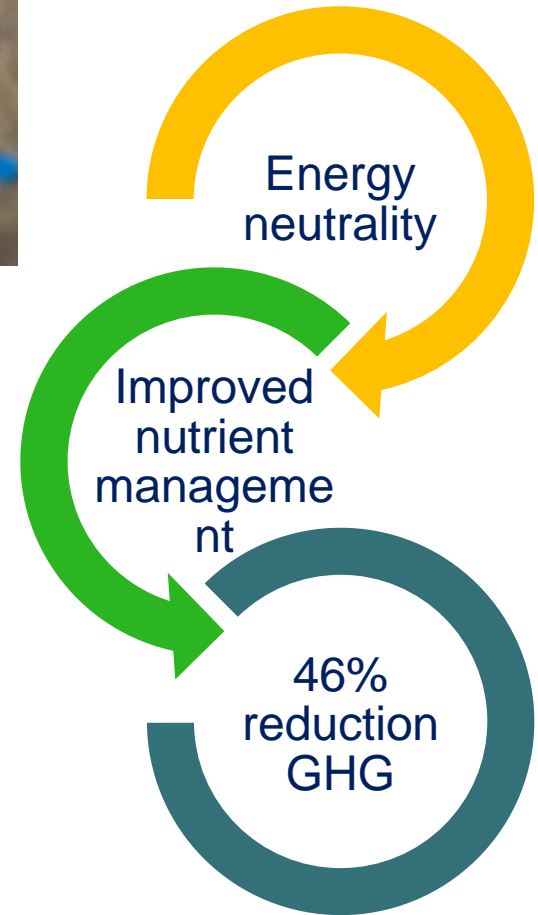 Energy
neutrality
Improved
nutrient
manageme
nt
46%
reduction
GHG